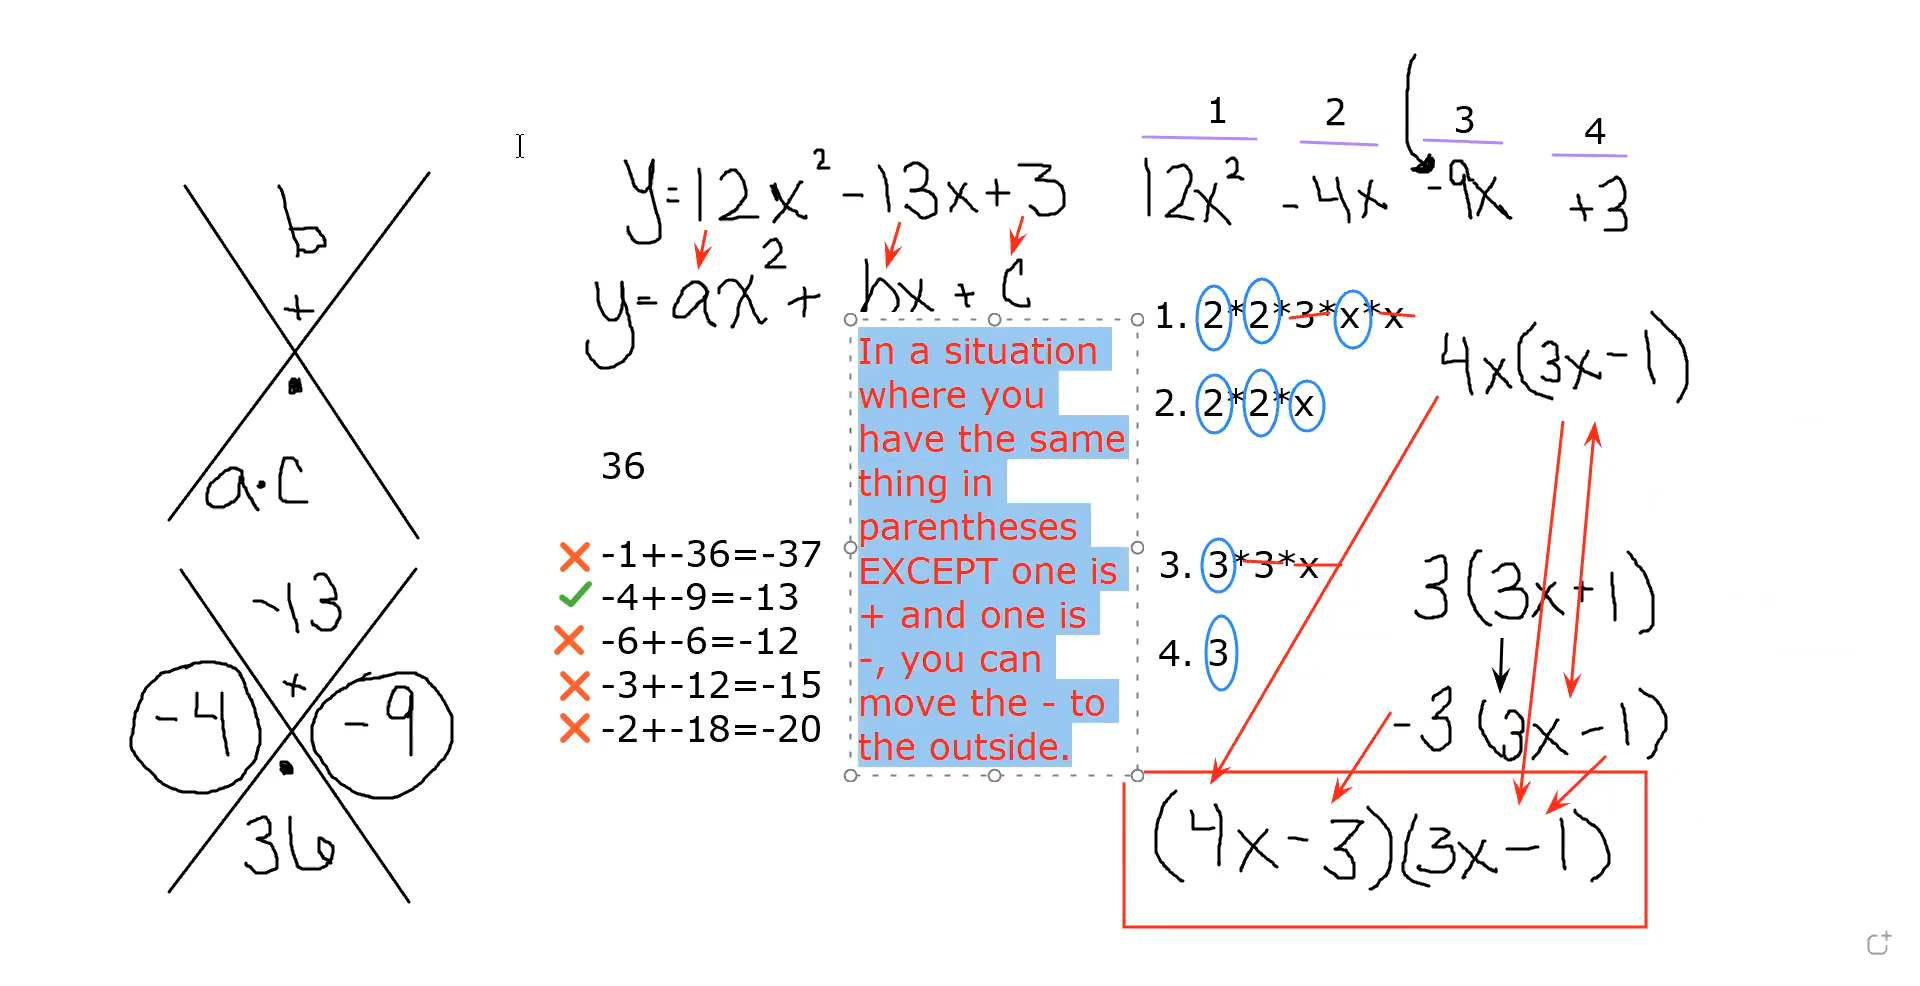 b
+
•
a·c
-13
+
-4
-9
•
36
y=12x²-13x+3
y=ax²+bx+c
36
-1+-36=-37
-4+-9=-13
-6+-6=-12
-3+-12=-15
-2+-18=-20
In a situation
where you
have the same
thing in
parentheses
EXCEPT one is
+ and one is
-, you can
move the - to
the outside.
1 2 3 4
12x² -4x -9x +3
1. 2*2*3*x*x
2. 2*2*x
4x(3x-1)
3. 3*3*x
4. 3
3(3x+1)
-3(3x-1)
(4x-3)(3x-1)